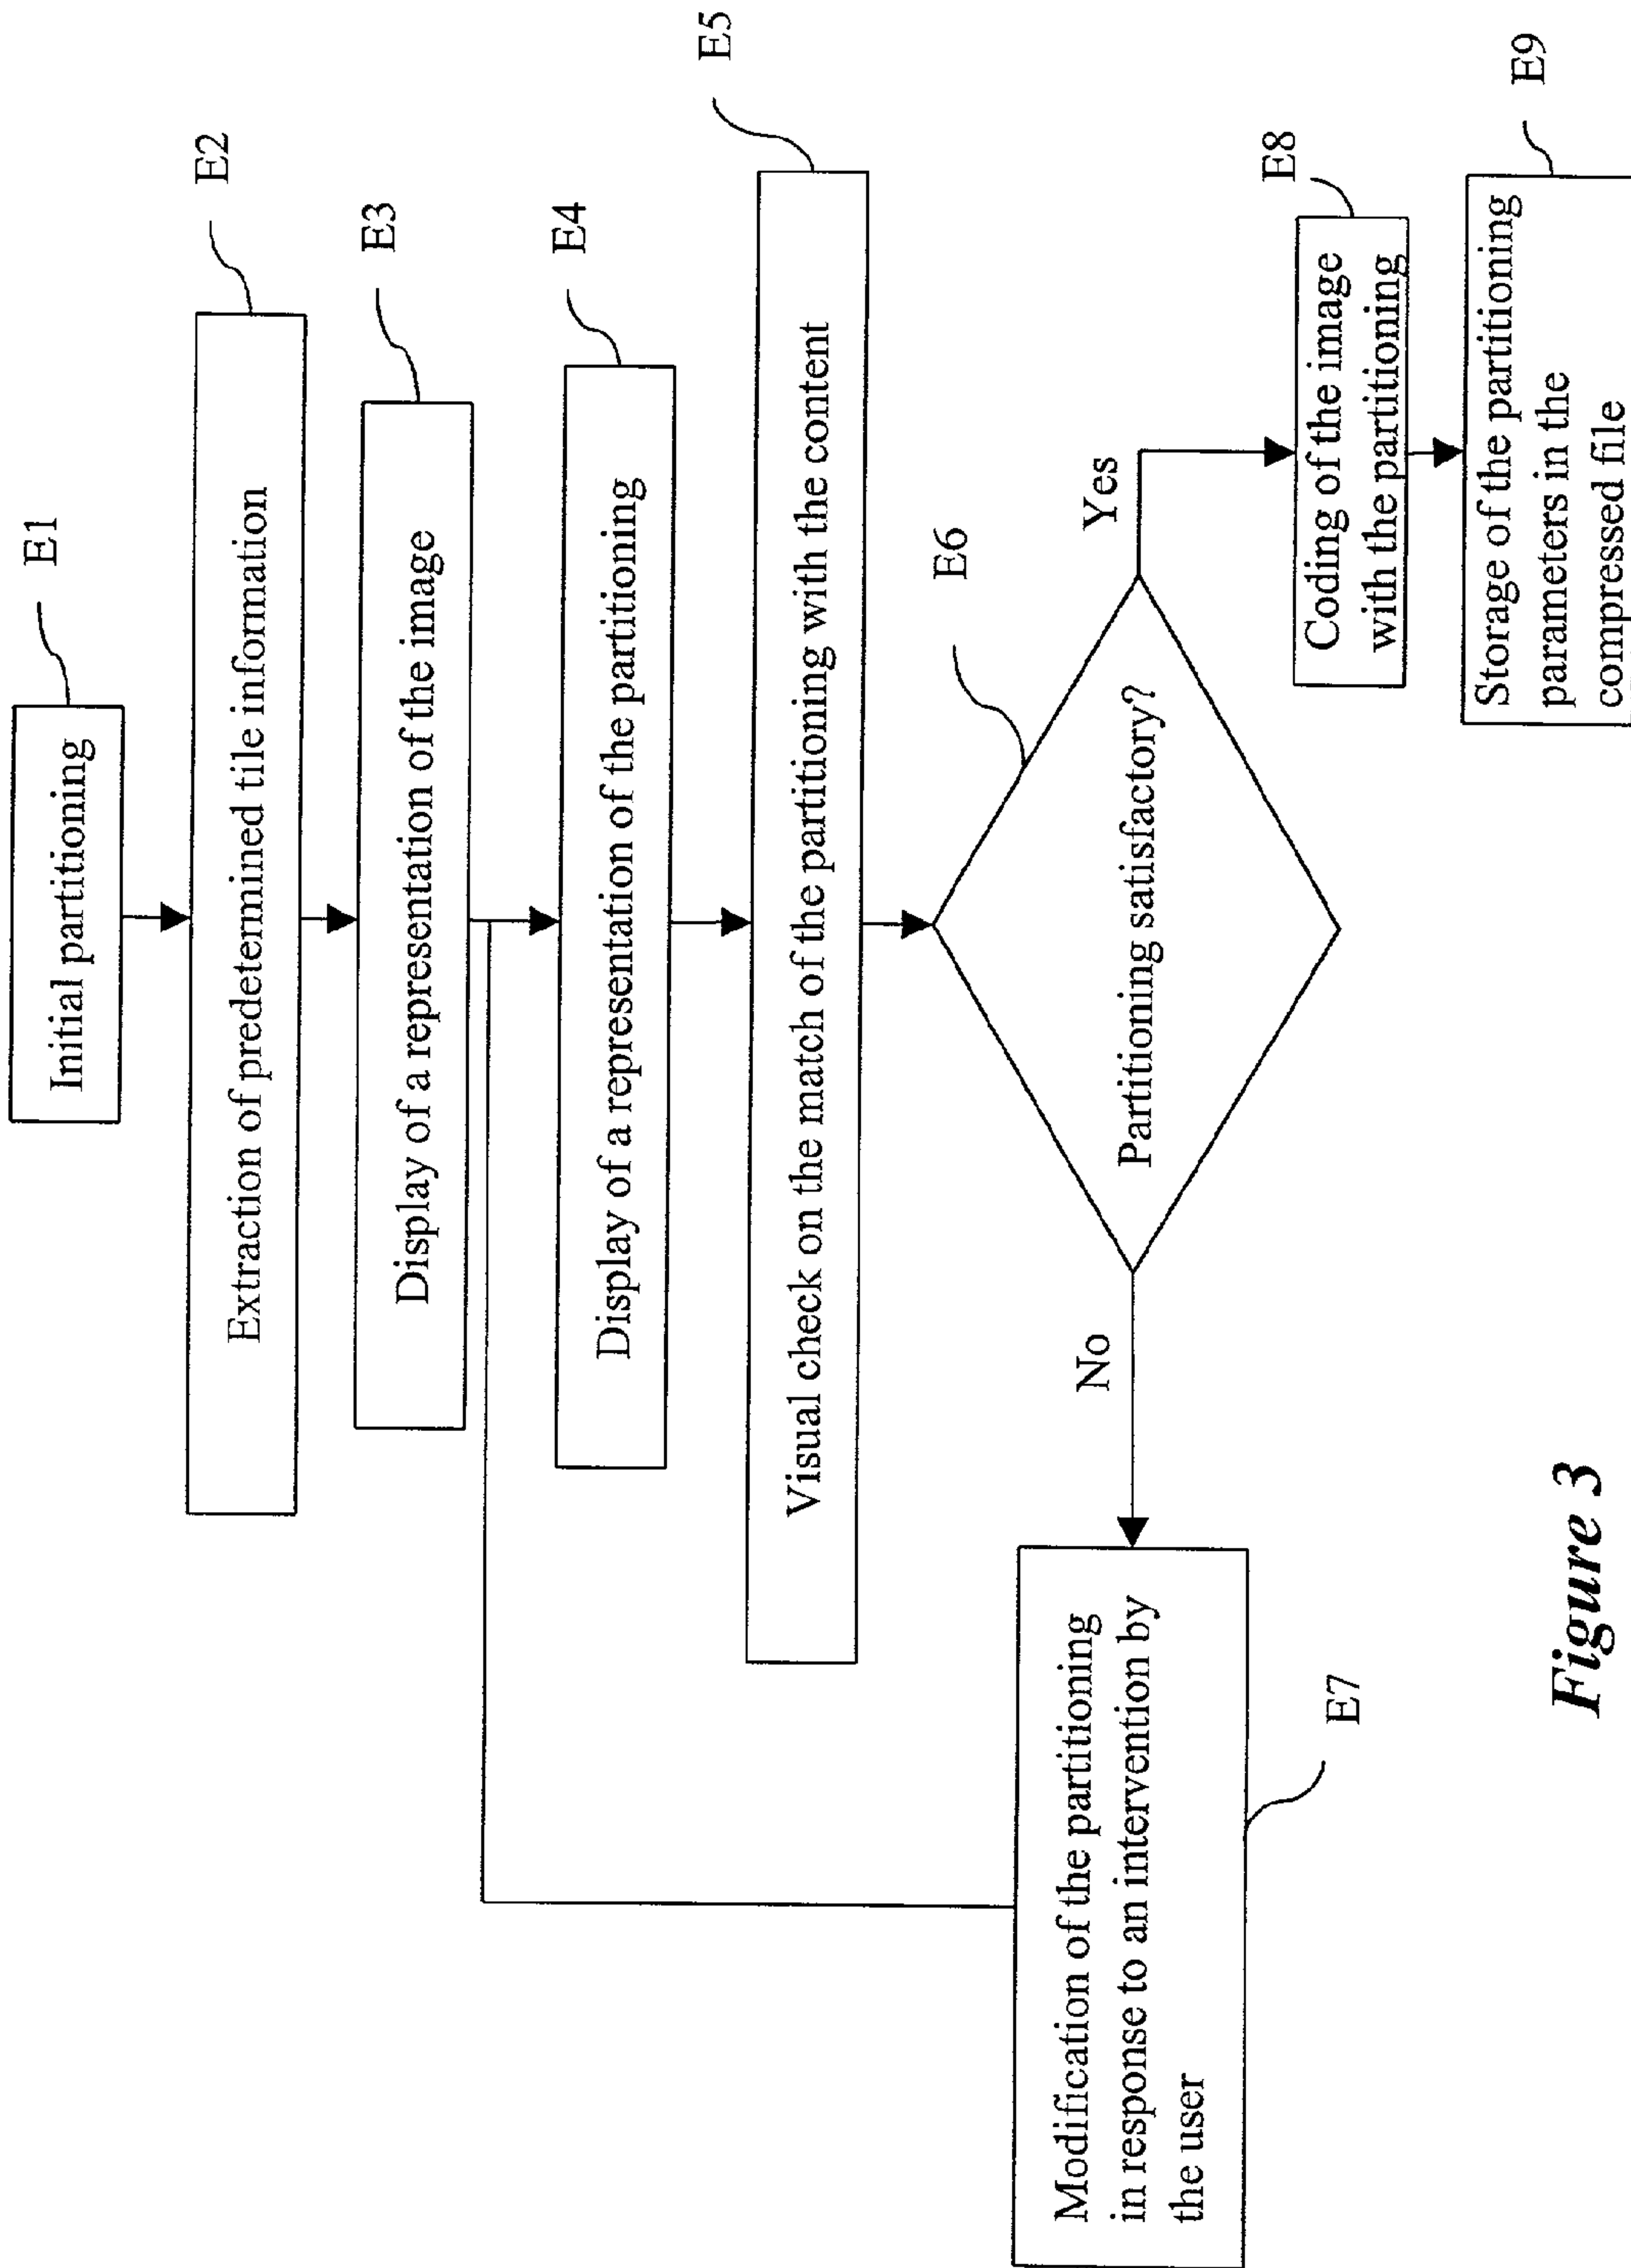 Initial partitioning
E1
Extraction of predetermined tile information
E2
Display of a representation of the image
E3
Display of a representation of the partitioning
E4
Visual check on the match of the partitioning with the content
E5
Partitioning satisfactory?
E6
No
Yes
Modification of the partitioning
in response to an intervention by
the user
E7
Coding of the image
with the partitioning
E8
Storage of the partitioning
parameters in the
compressed file
E9
Figure 3